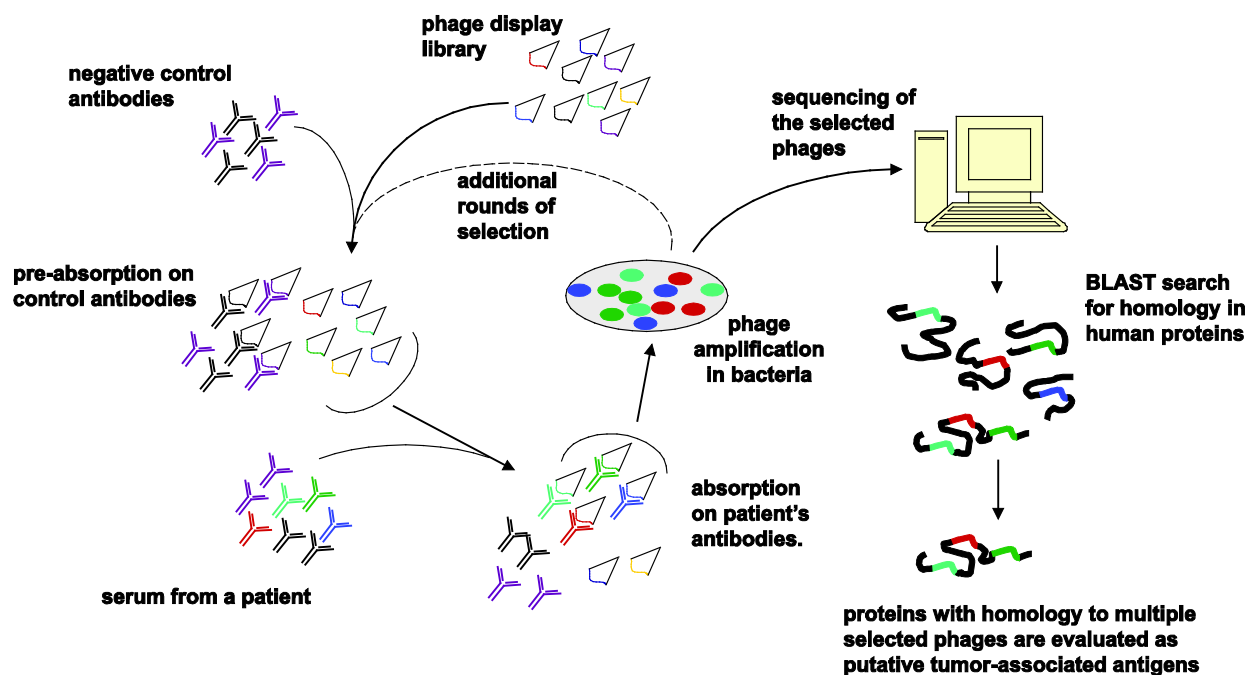 phage display
library
negative control
antibodies
sequencing of
the selected
phages
additional
rounds of
selection
pre-absorption on
control antibodies
BLAST search
for homology in
human proteins
phage
amplification
in bacteria
absorption
on patient's
antibodies.
serum from a patient
proteins with homology to multiple
selected phages are evaluated as
putative tumor-associated antigens